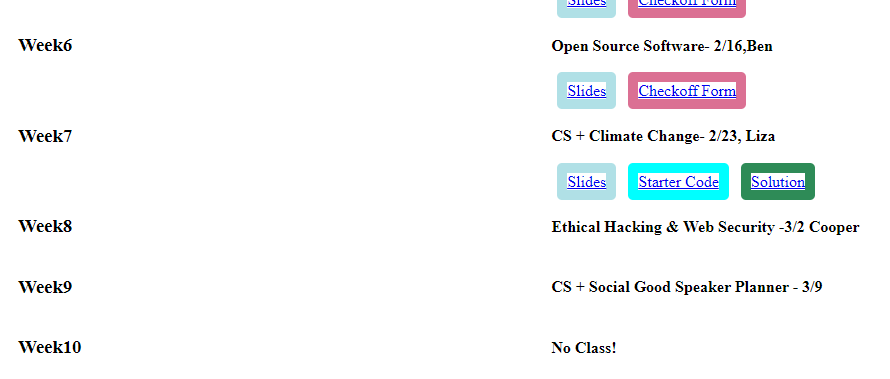 Slides Checkoff Form
Week6 Open Source Software- 2/16,Ben
Slides Checkoff Form
Week7 CS + Climate Change- 2/23, Liza
Slides Starter Code Solution
Week8 Ethical Hacking & Web Security -3/2 Cooper
Week9 CS + Social Good Speaker Planner - 3/9
Week10 No Class!